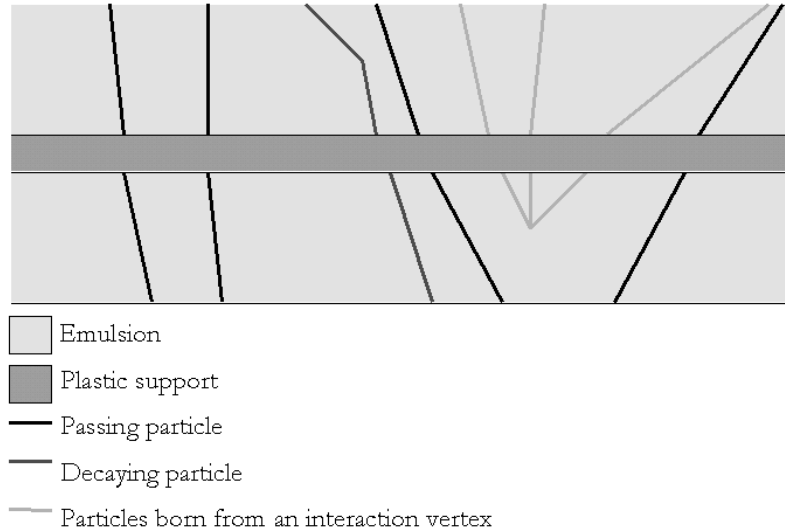 Emulsion
Plastic support
Passing particle
Decaying particle
Particles born from an interaction vertex